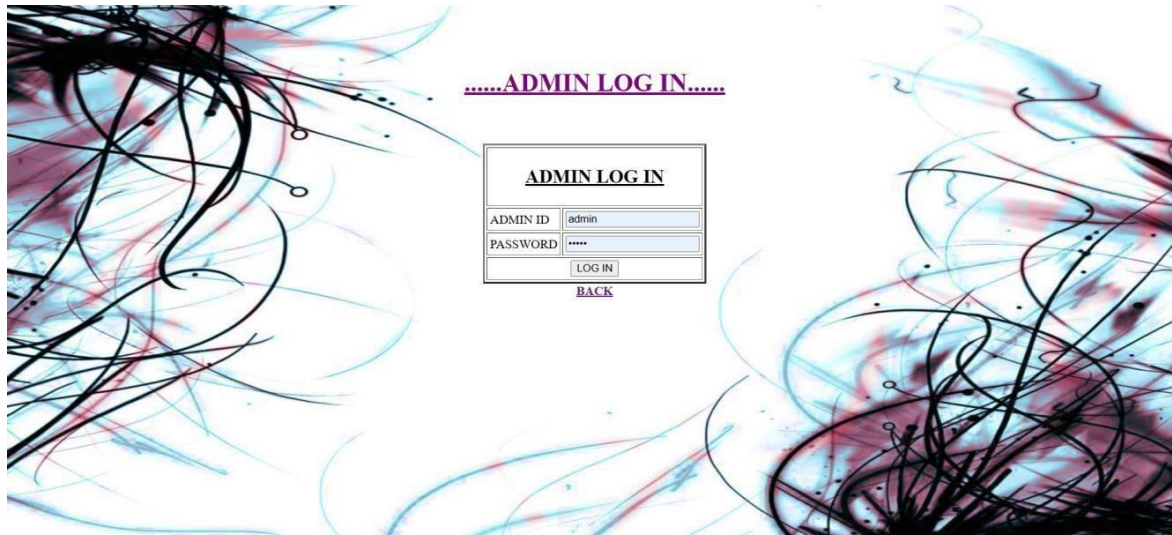 ......ADMIN LOG IN......
ADMIN LOG IN
ADMIN ID admin
PASSWORD •••••
LOG IN
BACK